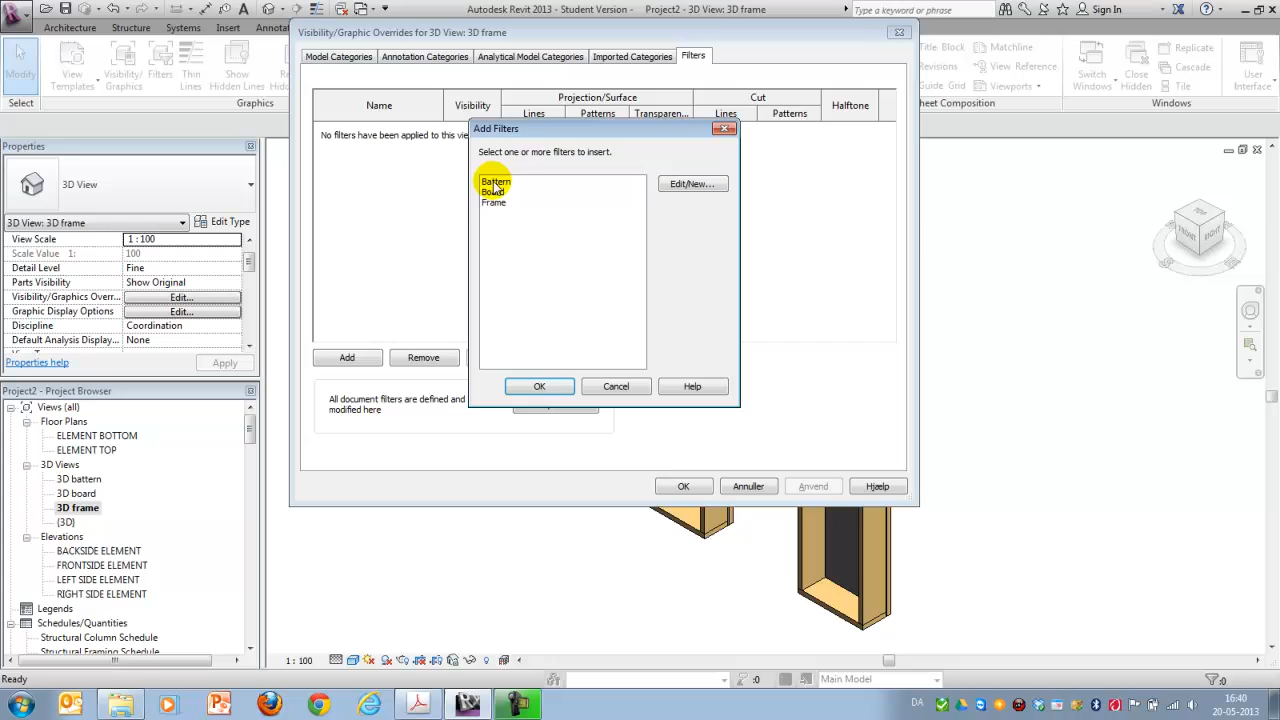 Autodesk Revit 2013 - Student Version - Project2 - 3D View: 3D frame
Type a keyword or phrase
Sign In
Architecture Structure Systems Insert Annotat
Modify
View Templates
Visibility/ Graphics
Filters
Thin Lines
Show Hidden Lines
Select
Graphics
Title Block
Revisions
Guide Grid
Matchline
View Reference
Viewports
Switch Windows
Close Hidden
Replicate
Cascade
Tile
User Interface
heet Composition
Windows
Visibility/Graphic Overrides for 3D View: 3D frame
Model Categories Annotation Categories Analytical Model Categories Imported Categories Filters
Name Visibility Projection/Surface Cut Halftone
Lines Patterns Transparen... Lines Patterns
No filters have been applied to this vie
Add Remove
All document filters are defined and
modified here
OK Annuller Anvend Hjælp
Add Filters
Select one or more filters to insert.
Battern
Board
Frame
Edit/New...
OK Cancel Help
Properties
3D View
3D View: 3D frame Edit Type
View Scale 1 : 100
Scale Value 1: 100
Detail Level Fine
Parts Visibility Show Original
Visibility/Graphics Overr... Edit...
Graphic Display Options Edit...
Discipline Coordination
Default Analysis Display... None
Properties help Apply
Project2 - Project Browser
Views (all)
Floor Plans
ELEMENT BOTTOM
ELEMENT TOP
3D Views
3D battern
3D board
3D frame
{3D}
Elevations
BACKSIDE ELEMENT
FRONTSIDE ELEMENT
LEFT SIDE ELEMENT
RIGHT SIDE ELEMENT
Legends
Schedules/Quantities
Structural Column Schedule
Structural Framing Schedule
TOP
FRONT
RIGHT
1 : 100
Ready
:0
Main Model
:0
DA
16:40
20-05-2013